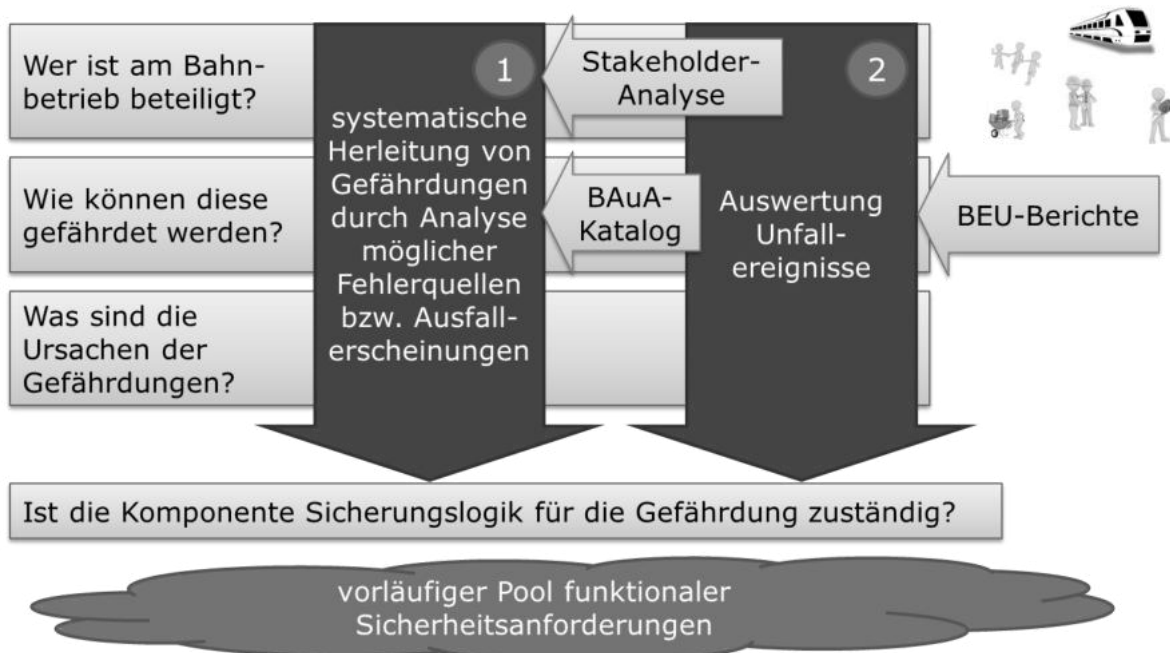 Wer ist am Bahn-
betrieb beteiligt?
1
systematische
Herleitung von
Gefährdungen
durch Analyse
möglicher
Fehlerquellen
bzw. Ausfall-
erscheinungen
Stakeholder-
Analyse
2
Wie können diese
gefährdet werden?
BAuA-
Katalog
Auswertung
Unfall-
ereignisse
BEU-Berichte
Was sind die
Ursachen der
Gefährdungen?
Ist die Komponente Sicherungslogik für die Gefährdung zuständig?
vorläufiger Pool funktionaler
Sicherheitsanforderungen